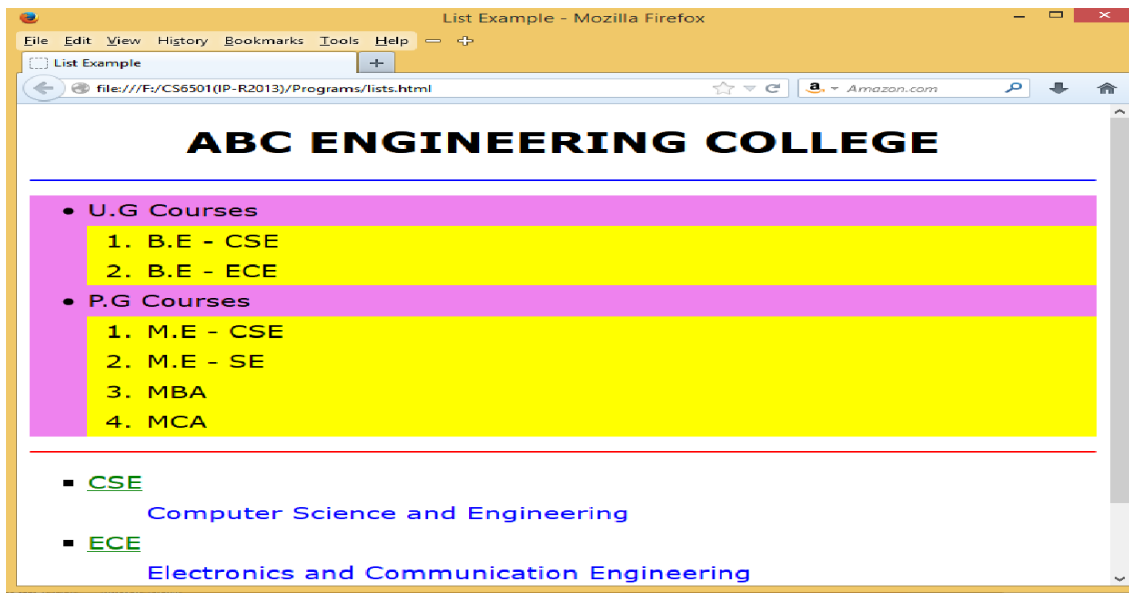 List Example - Mozilla Firefox
File Edit View History Bookmarks Tools Help
List Example
file:///F:/CS6501(IP-R2013)/Programs/lists.html
Amazon.com
ABC ENGINEERING COLLEGE
• U.G Courses
1. B.E - CSE
2. B.E - ECE
• P.G Courses
1. M.E - CSE
2. M.E - SE
3. MBA
4. MCA
▪ CSE
Computer Science and Engineering
▪ ECE
Electronics and Communication Engineering